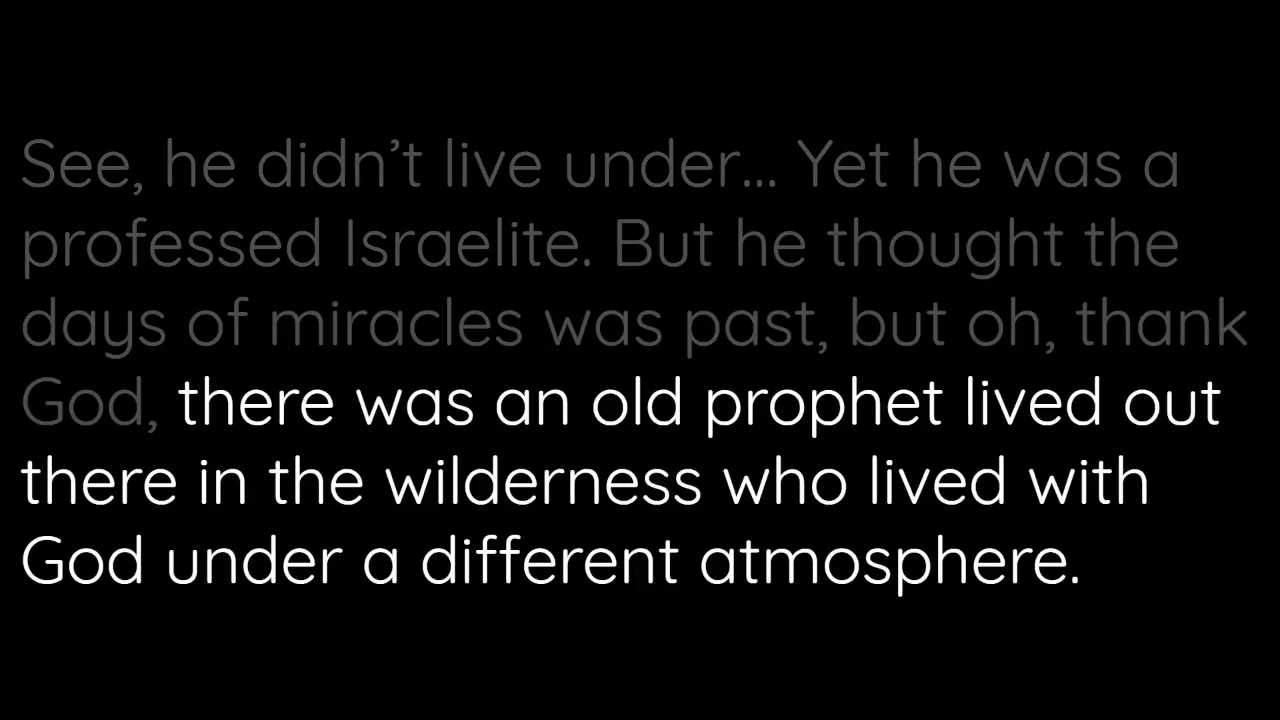 See, he didn’t live under... Yet he was a
professed Israelite. But he thought the
days of miracles was past, but oh, thank
God, there was an old prophet lived out
there in the wilderness who lived with
God under a different atmosphere.